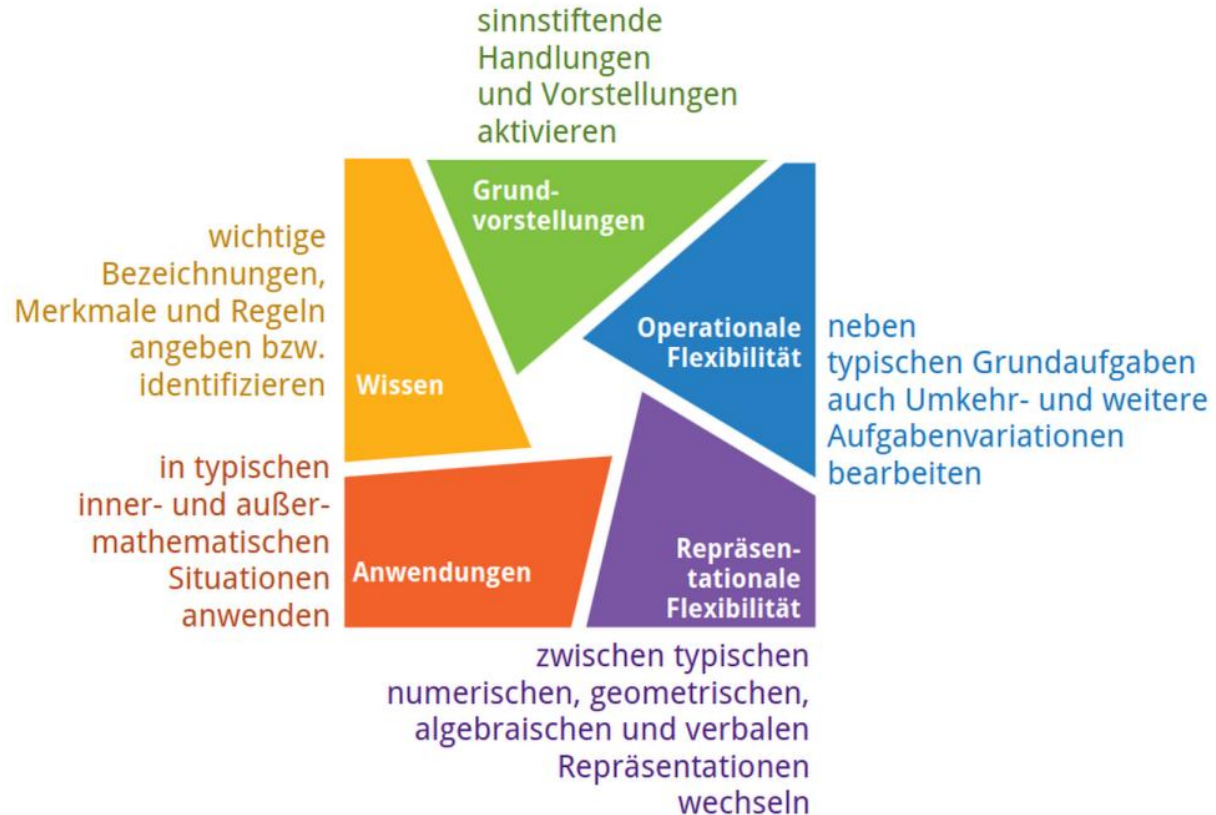 sinnstiftende
Handlungen
und Vorstellungen
aktivieren
Grund-
vorstellungen
wichtige
Bezeichnungen,
Merkmale und Regeln
angeben bzw.
identifizieren
Wissen
Operationale
Flexibilität
neben
typischen Grundaufgaben
auch Umkehr- und weitere
Aufgabenvariationen
bearbeiten
in typischen
inner- und außer-
mathematischen
Situationen
anwenden
Anwendungen
Repräsen-
tationale
Flexibilität
zwischen typischen
numerischen, geometrischen,
algebraischen und verbalen
Repräsentationen
wechseln